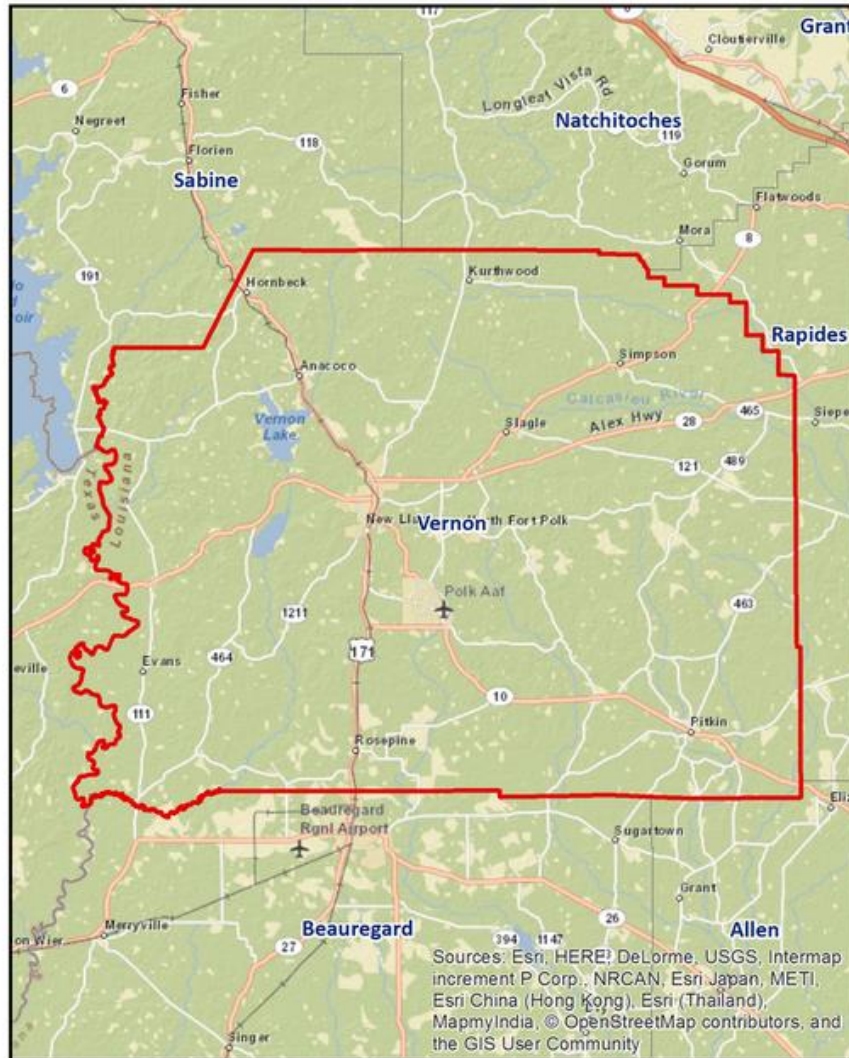 117
Grant
Cloutierville
6
Fisher
Longleaf Vista Rd
Negreet
Natchitoches
119
Florien
118
Sabine
Gorum
Flatwoods
Mora
8
191
Kurthwood
Hornbeck
Rapides
Simpson
Anacoco
Calcasieu River
Vernon
Lake
Slagle
Alex Hwy
28
465
121
489
Texas
Louisiana
Vernon
Fort Polk
Polk Aaf
1211
463
464
171
Evans
eville
10
111
Pitkin
Rosepine
Beauregard
Rgnl Airport
Sugartown
Grant
Merryville
Beauregard
26
Allen
on Wier
27
394
1147
Singer
Sources: Esri, HERE, DeLorme, USGS, Intermap
increment P Corp., NRCAN, Esri Japan, METI,
Esri China (Hong Kong), Esri (Thailand),
MapmyIndia, © OpenStreetMap contributors, and
the GIS User Community